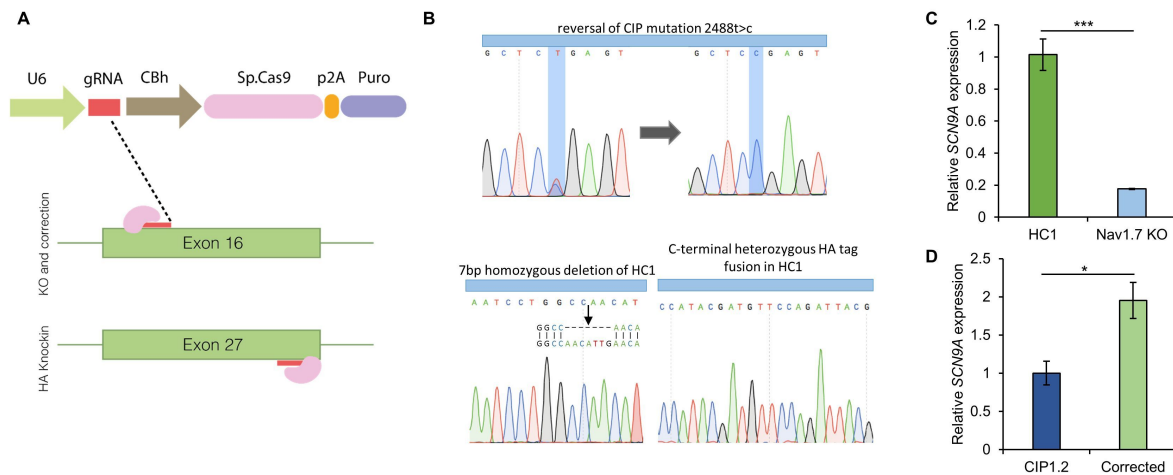 A
U6
gRNA
CBh
Sp.Cas9
p2A
Puro
KO and correction
Exon 16
HA Knockin
Exon 27
B
reversal of CIP mutation 2488t>c
G C T C T G A G T
G C T C C G A G T
7bp homozygous deletion of HC1
A A T C C T G G C C A A C A T
GGCC-------AACA
GGCCAACATTGAACA
C-terminal heterozygous HA tag
fusion in HC1
CCATACGATGTTCCAGATTACG
C
Relative SCN9A expression
1.2
1
0.8
0.6
0.4
0.2
0
***
HC1
Nav1.7 KO
D
Relative SCN9A expression
2.5
2
1.5
1
0.5
0
*
CIP1.2
Corrected